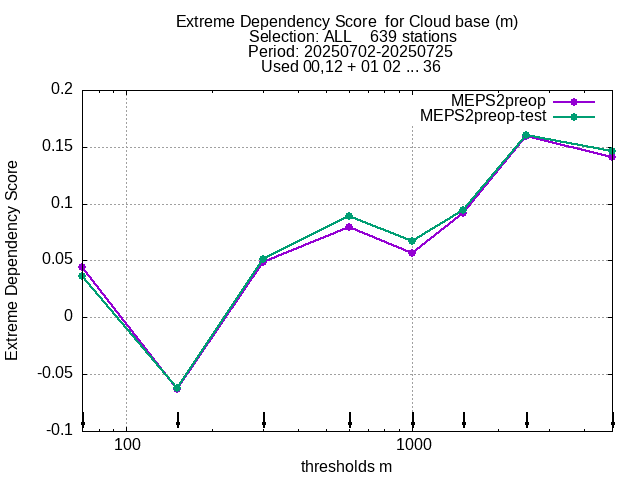 Extreme Dependency Score  for Cloud base (m)
Selection: ALL    639 stations
Period: 20250702-20250725
Used 00,12 + 01 02 ... 36
MEPS2preop
MEPS2preop-test
Extreme Dependency Score
0.2
0.15
0.1
0.05
0
-0.05
-0.1
100
1000
thresholds m